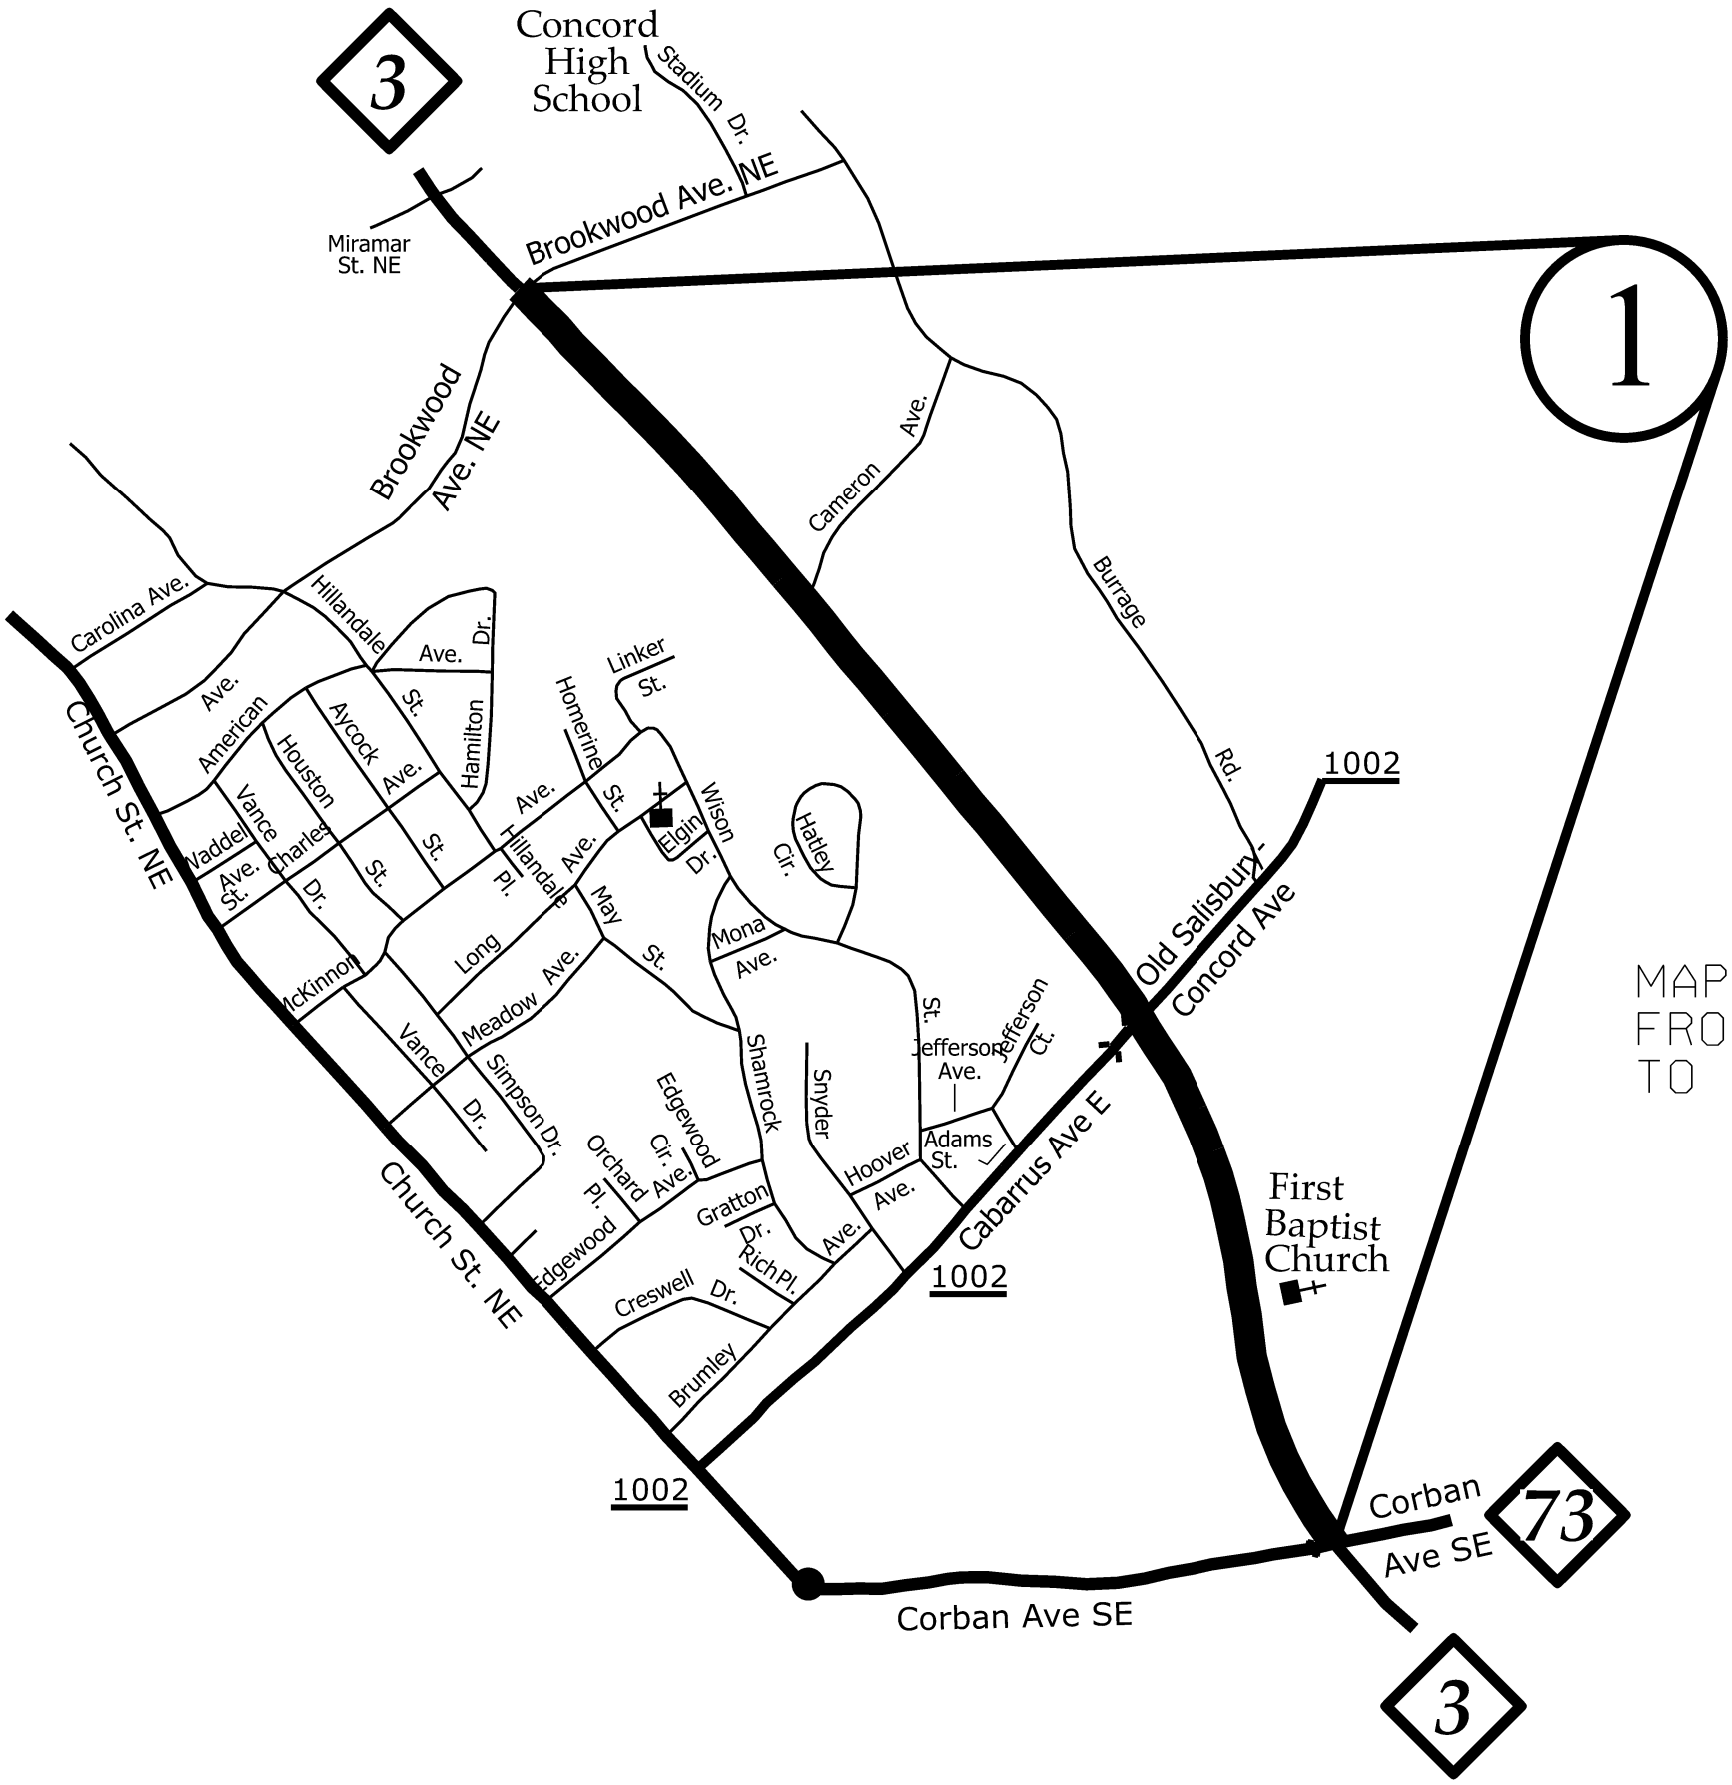 Concord
High
School
3
Stadium
Dr.
Brookwood Ave. NE
Miramar
St. NE
1
Brookwood
Ave. NE
Cameron
Ave.
Burrage
Rd.
Carolina Ave.
Hillandale
St.
Ave.
Dr.
Hamilton
Ave.
American
Church St. NE
Aycock
St.
Houston
St.
Vance
Dr.
Ave.
Charles
St.
Ave.
Linker
St.
Homerine
St.
Ave.
Wison
Elgin
Dr.
Hatley
Cir.
Hillandale
Pl.
Ave.
Long
May
St.
Mona
Ave.
Meadow
Ave.
Vance
Dr.
Simpson Dr.
Shamrock
Snyder
St.
Jefferson
Ave.
Jefferson
Ct.
Adams
St.
Hoover
Ave.
Edgewood
Cir.
Orchard
Pl.
Edgewood
Ave.
Gratton
Dr.
Rich Pl.
Ave.
Creswell
Dr.
Brumley
Church St. NE
1002
Old Salisbury-
Concord Ave
Cabarrus Ave E
1002
First
Baptist
Church
1002
Corban
Ave SE
73
Corban Ave SE
3
MAP
FRO
TO